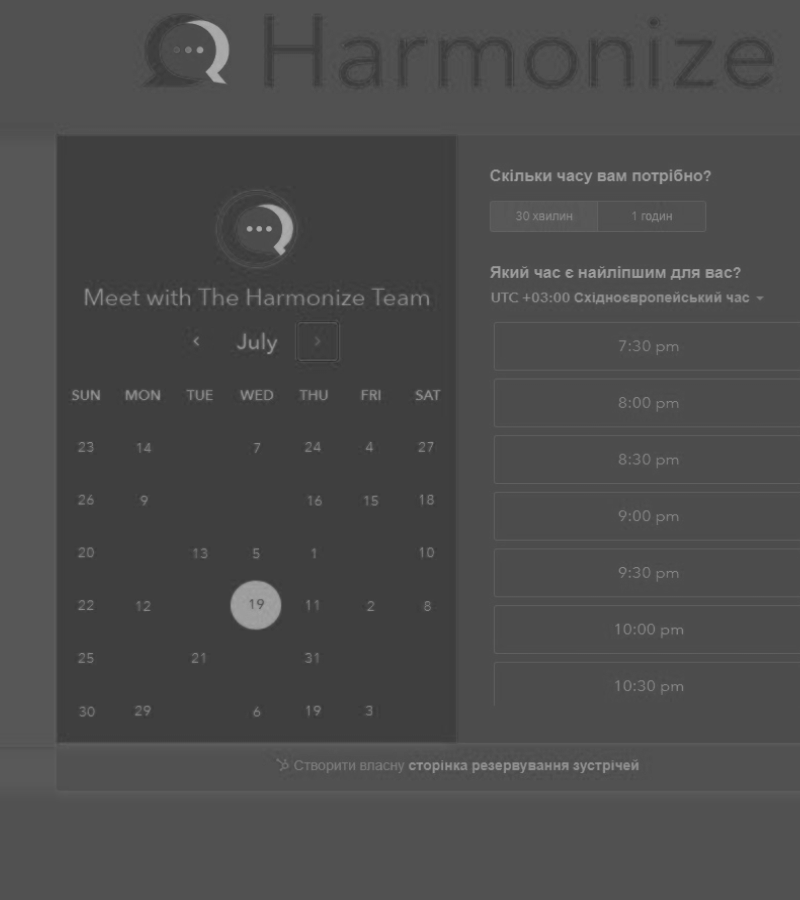 Harmonize
Meet with The Harmonize Team
July
SUN MON TUE WED THU FRI SAT
23 14 7 24 4 27
26 9 16 15 18
20 13 5 1 10
22 12 19 11 2 8
25 21 31
30 29 6 19 3
Скільки часу вам потрібно?
30 хвилин 1 годин
Який час є найліпшим для вас?
UTC +03:00 Східноєвропейський час
7:30 pm
8:00 pm
8:30 pm
9:00 pm
9:30 pm
10:00 pm
10:30 pm
Створити власну сторінка резервування зустрічей